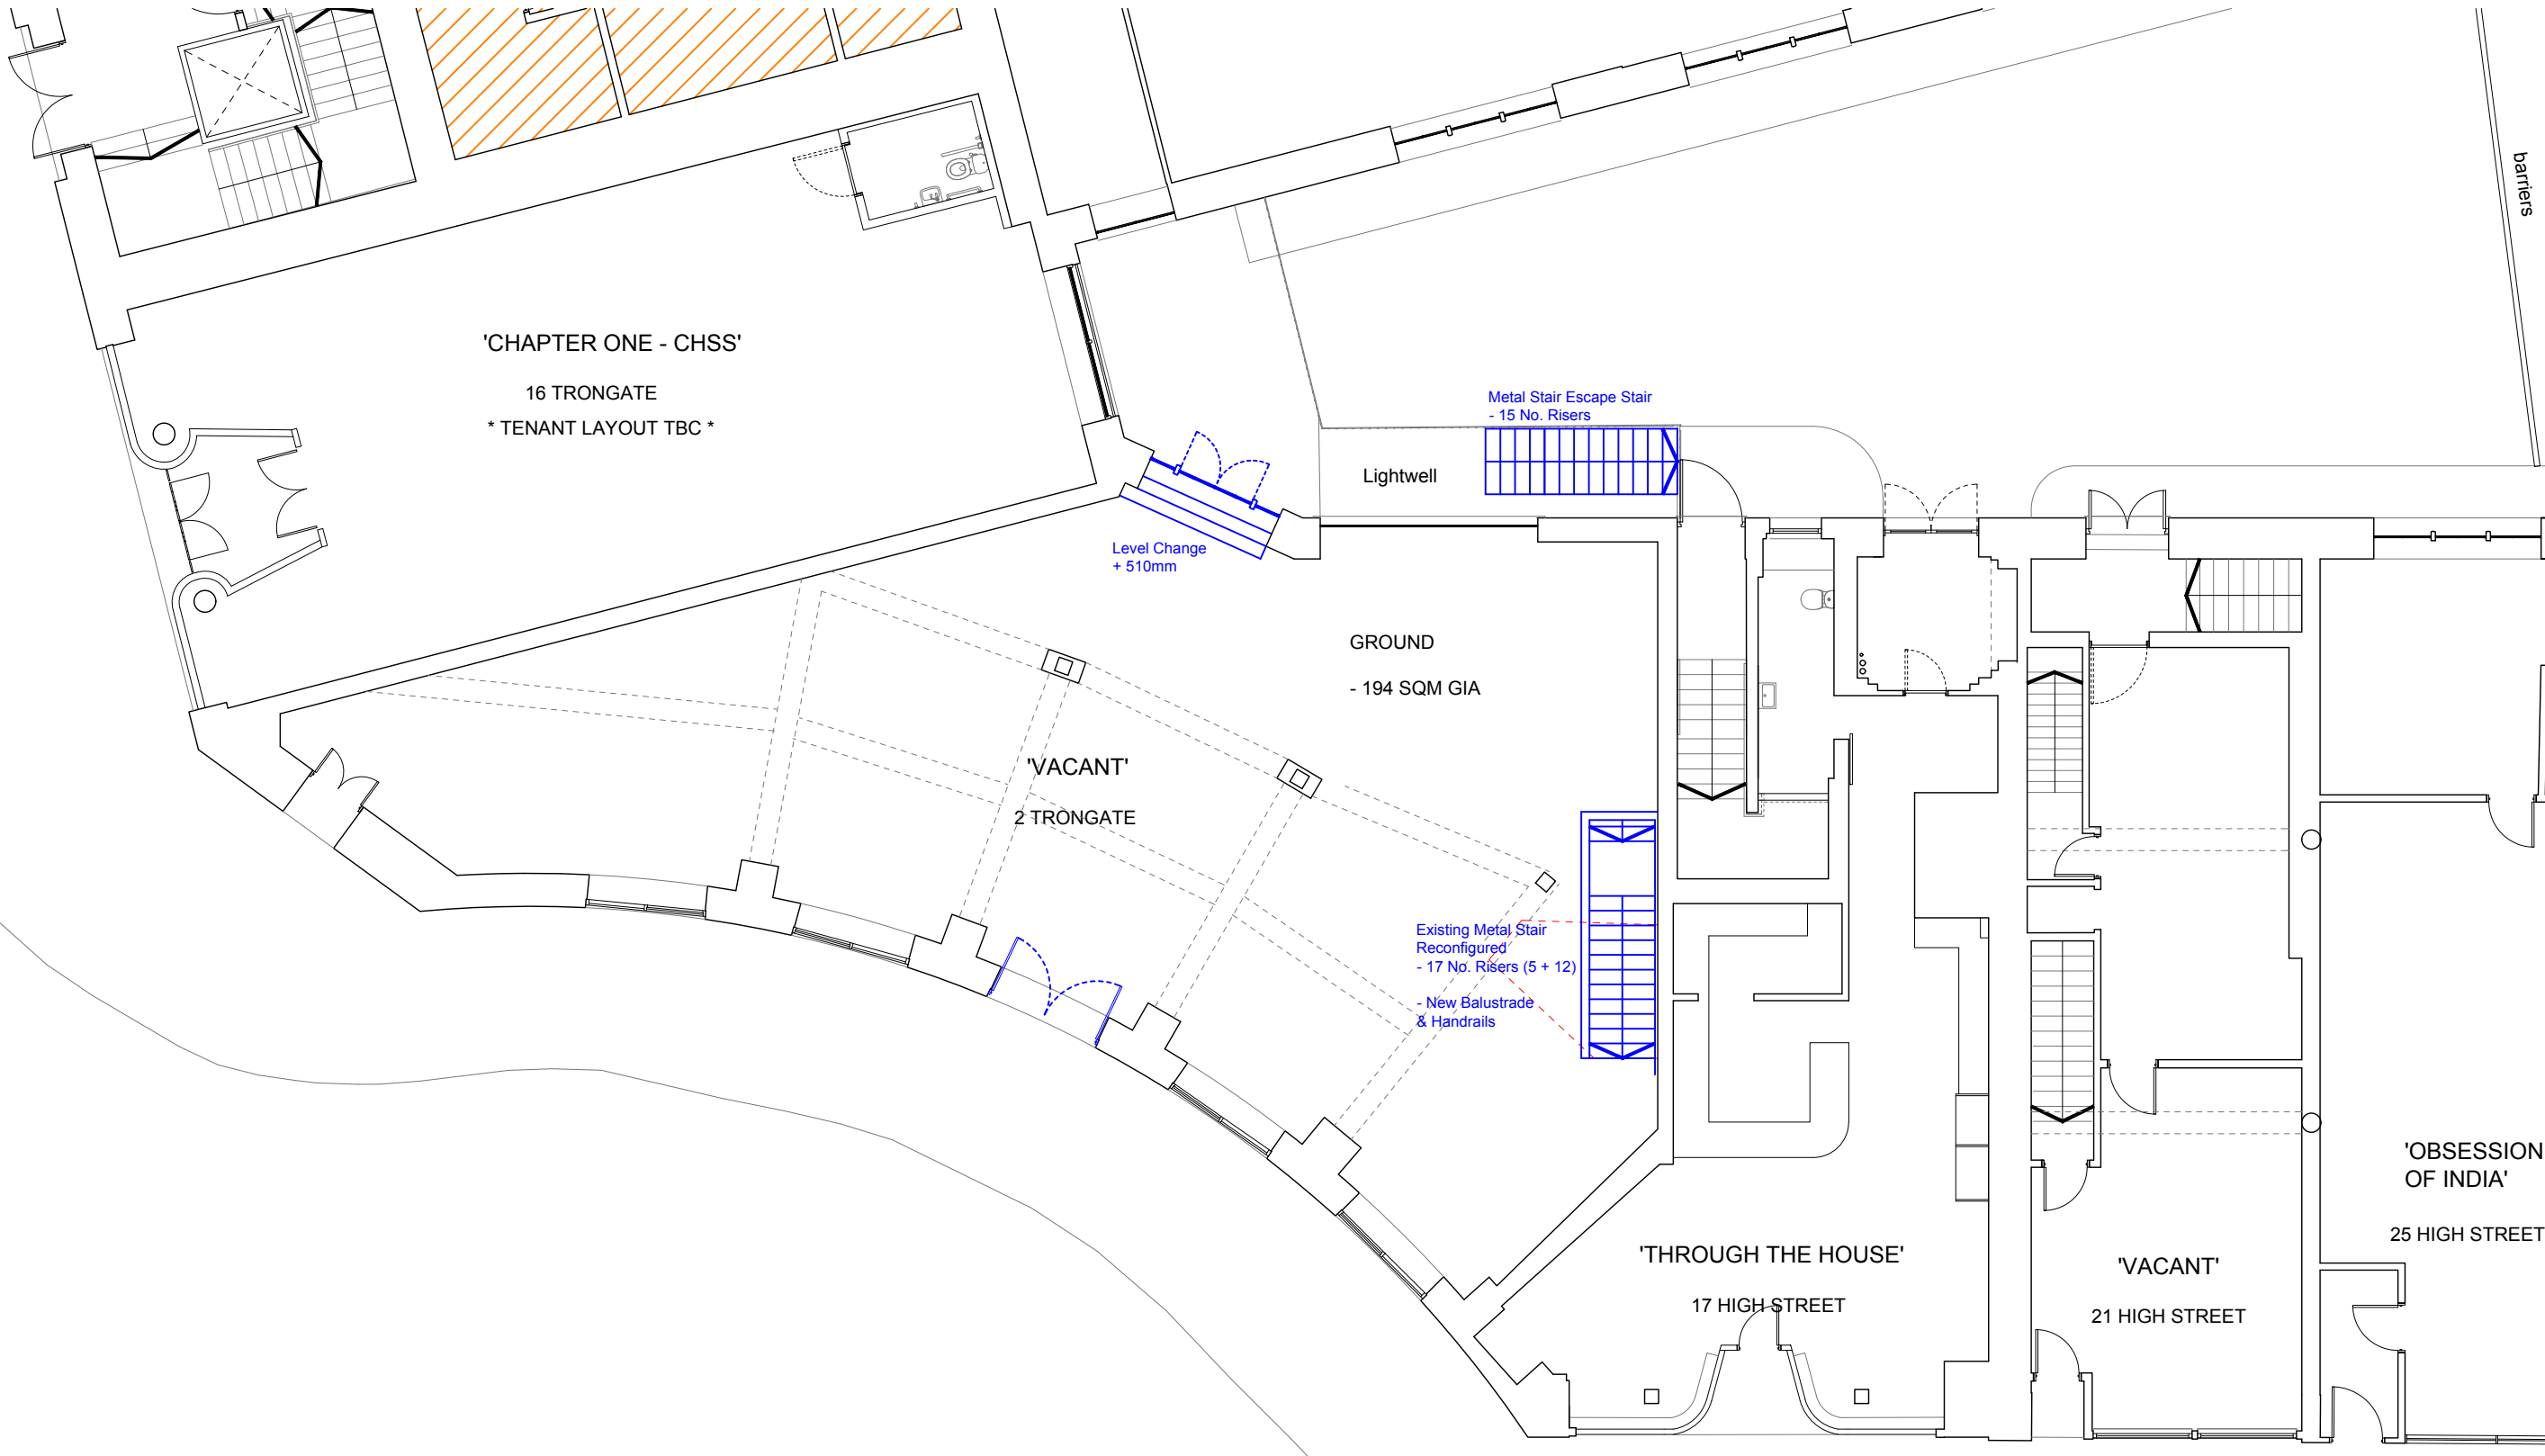 barriers
'CHAPTER ONE - CHSS'
16 TRONGATE
* TENANT LAYOUT TBC *
Metal Stair Escape Stair
- 15 No. Risers
Lightwell
Level Change
+ 510mm
GROUND
- 194 SQM GIA
'VACANT'
2 TRONGATE
Existing Metal Stair
Reconfigured
- 17 No. Risers (5 + 12)
- New Balustrade
& Handrails
'THROUGH THE HOUSE'
17 HIGH STREET
'VACANT'
21 HIGH STREET
'OBSESSION
OF INDIA'
25 HIGH STREET